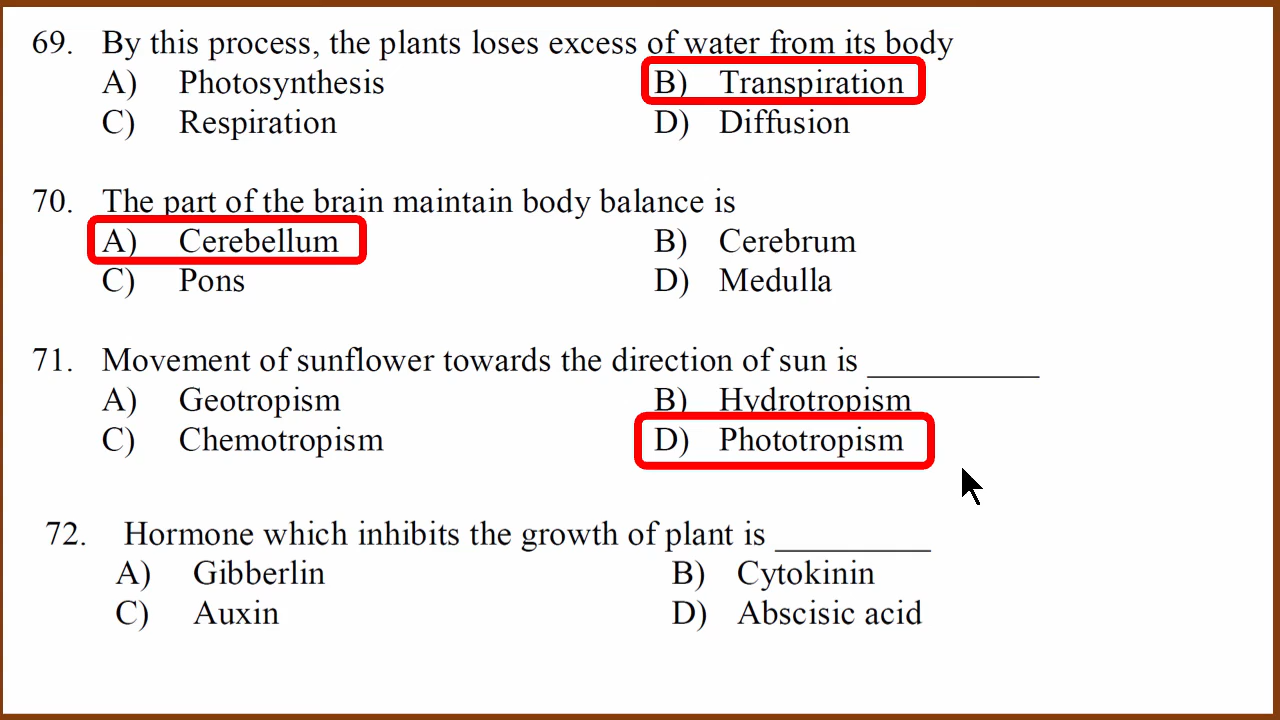 69. By this process, the plants loses excess of water from its body
A) Photosynthesis B) Transpiration
C) Respiration D) Diffusion
70. The part of the brain maintain body balance is
A) Cerebellum B) Cerebrum
C) Pons D) Medulla
71. Movement of sunflower towards the direction of sun is __________
A) Geotropism B) Hydrotropism
C) Chemotropism D) Phototropism
72. Hormone which inhibits the growth of plant is _________
A) Gibberlin B) Cytokinin
C) Auxin D) Abscisic acid